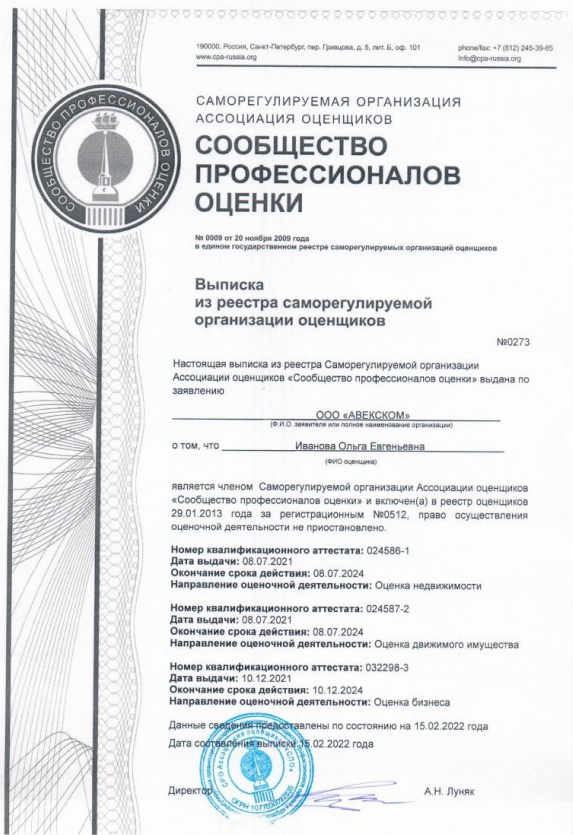 190000, Россия, Санкт-Петербург, пер. Гривцова, д. 5, лит. Б, оф. 101
www.cpa-russia.org
phone/fax: +7 (812) 245-39-65
Info@cpa-russia.org
СООБЩЕСТВО ПРОФЕССИОНАЛОВ ОЦЕНКИ
САМОРЕГУЛИРУЕМАЯ ОРГАНИЗАЦИЯ
АССОЦИАЦИЯ ОЦЕНЩИКОВ
СООБЩЕСТВО
ПРОФЕССИОНАЛОВ
ОЦЕНКИ
№ 0009 от 20 ноября 2009 года
в едином государственном реестре саморегулируемых организаций оценщиков
Выписка
из реестра саморегулируемой
организации оценщиков
№0273
Настоящая выписка из реестра Саморегулируемой организации
Ассоциации оценщиков «Сообщество профессионалов оценки» выдана по
заявлению
ООО «АВЕКСКОМ»
(Ф.И.О. заявителя или полное наименование организации)
о том, что Иванова Ольга Евгеньевна
(ФИО оценщика)
является членом Саморегулируемой организации Ассоциации оценщиков
«Сообщество профессионалов оценки» и включен(а) в реестр оценщиков
29.01.2013 года за регистрационным №0512, право осуществления
оценочной деятельности не приостановлено.
Номер квалификационного аттестата: 024586-1
Дата выдачи: 08.07.2021
Окончание срока действия: 08.07.2024
Направление оценочной деятельности: Оценка недвижимости
Номер квалификационного аттестата: 024587-2
Дата выдачи: 08.07.2021
Окончание срока действия: 08.07.2024
Направление оценочной деятельности: Оценка движимого имущества
Номер квалификационного аттестата: 032298-3
Дата выдачи: 10.12.2021
Окончание срока действия: 10.12.2024
Направление оценочной деятельности: Оценка бизнеса
Данные сведения предоставлены по состоянию на 15.02.2022 года
Дата составления выписки 15.02.2022 года
Директор
А.Н. Луняк